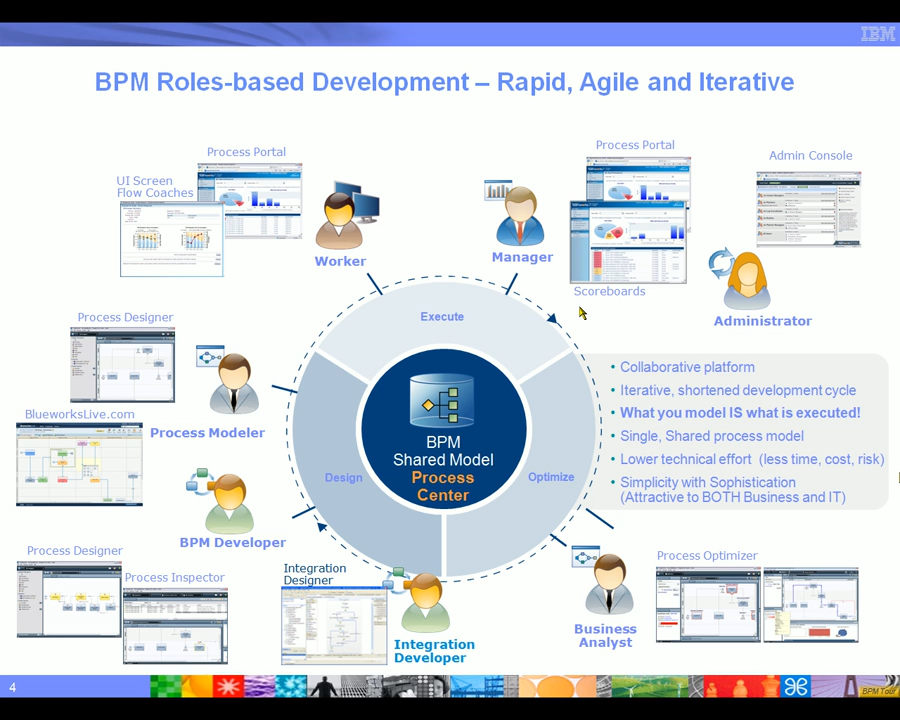 IBM
BPM Roles-based Development – Rapid, Agile and Iterative
Process Portal
UI Screen
Flow Coaches
Worker
Process Portal
Manager
Scoreboards
Admin Console
Administrator
Execute
Process Designer
BlueworksLive.com
Process Modeler
BPM Developer
Design
BPM
Shared Model
Process
Center
Optimize
• Collaborative platform
• Iterative, shortened development cycle
• What you model IS what is executed!
• Single, Shared process model
• Lower technical effort (less time, cost, risk)
• Simplicity with Sophistication
(Attractive to BOTH Business and IT)
Process Designer
Process Inspector
Integration
Designer
Integration
Developer
Business
Analyst
Process Optimizer
4
BPM Tour